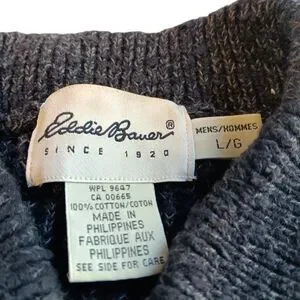 Eddie Bauer®
SINCE 1920
MENS/HOMMES
L/G
WPL 9647
CA 00665
100% COTTON/COTON
MADE IN
PHILIPPINES
FABRIQUE AUX
PHILIPPINES
SEE SIDE FOR CARE